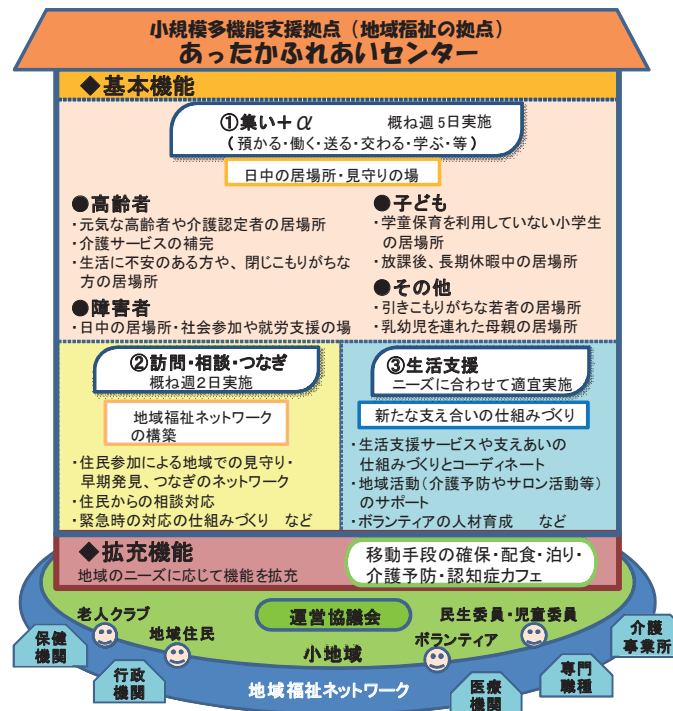 小規模多機能支援拠点（地域福祉の拠点）
あったかふれあいセンター
◆基本機能
①集い＋α　概ね週5日実施
（預かる・働く・送る・交わる・学ぶ・等）
日中の居場所・見守りの場
●高齢者
・元気な高齢者や介護認定者の居場所
・介護サービスの補完
・生活に不安のある方や、閉じこもりがちな
方の居場所
●障害者
・日中の居場所・社会参加や就労支援の場
●子ども
・学童保育を利用していない小学生
の居場所
・放課後、長期休暇中の居場所
●その他
・引きこもりがちな若者の居場所
・乳幼児を連れた母親の居場所
②訪問・相談・つなぎ
概ね週2日実施
地域福祉ネットワーク
の構築
・住民参加による地域での見守り・
早期発見、つなぎのネットワーク
・住民からの相談対応
・緊急時の対応の仕組みづくり　など
③生活支援
ニーズに合わせて適宜実施
新たな支え合いの仕組みづくり
・生活支援サービスや支えあいの
仕組みづくりとコーディネート
・地域活動（介護予防やサロン活動等）
のサポート
・ボランティアの人材育成　など
◆拡充機能
地域のニーズに応じて機能を拡充
移動手段の確保・配食・泊り・
介護予防・認知症カフェ
老人クラブ
運営協議会
民生委員・児童委員
地域住民
ボランティア
小地域
保健
機関
行政
機関
地域福祉ネットワーク
医療
機関
専門
職種
介護
事業所